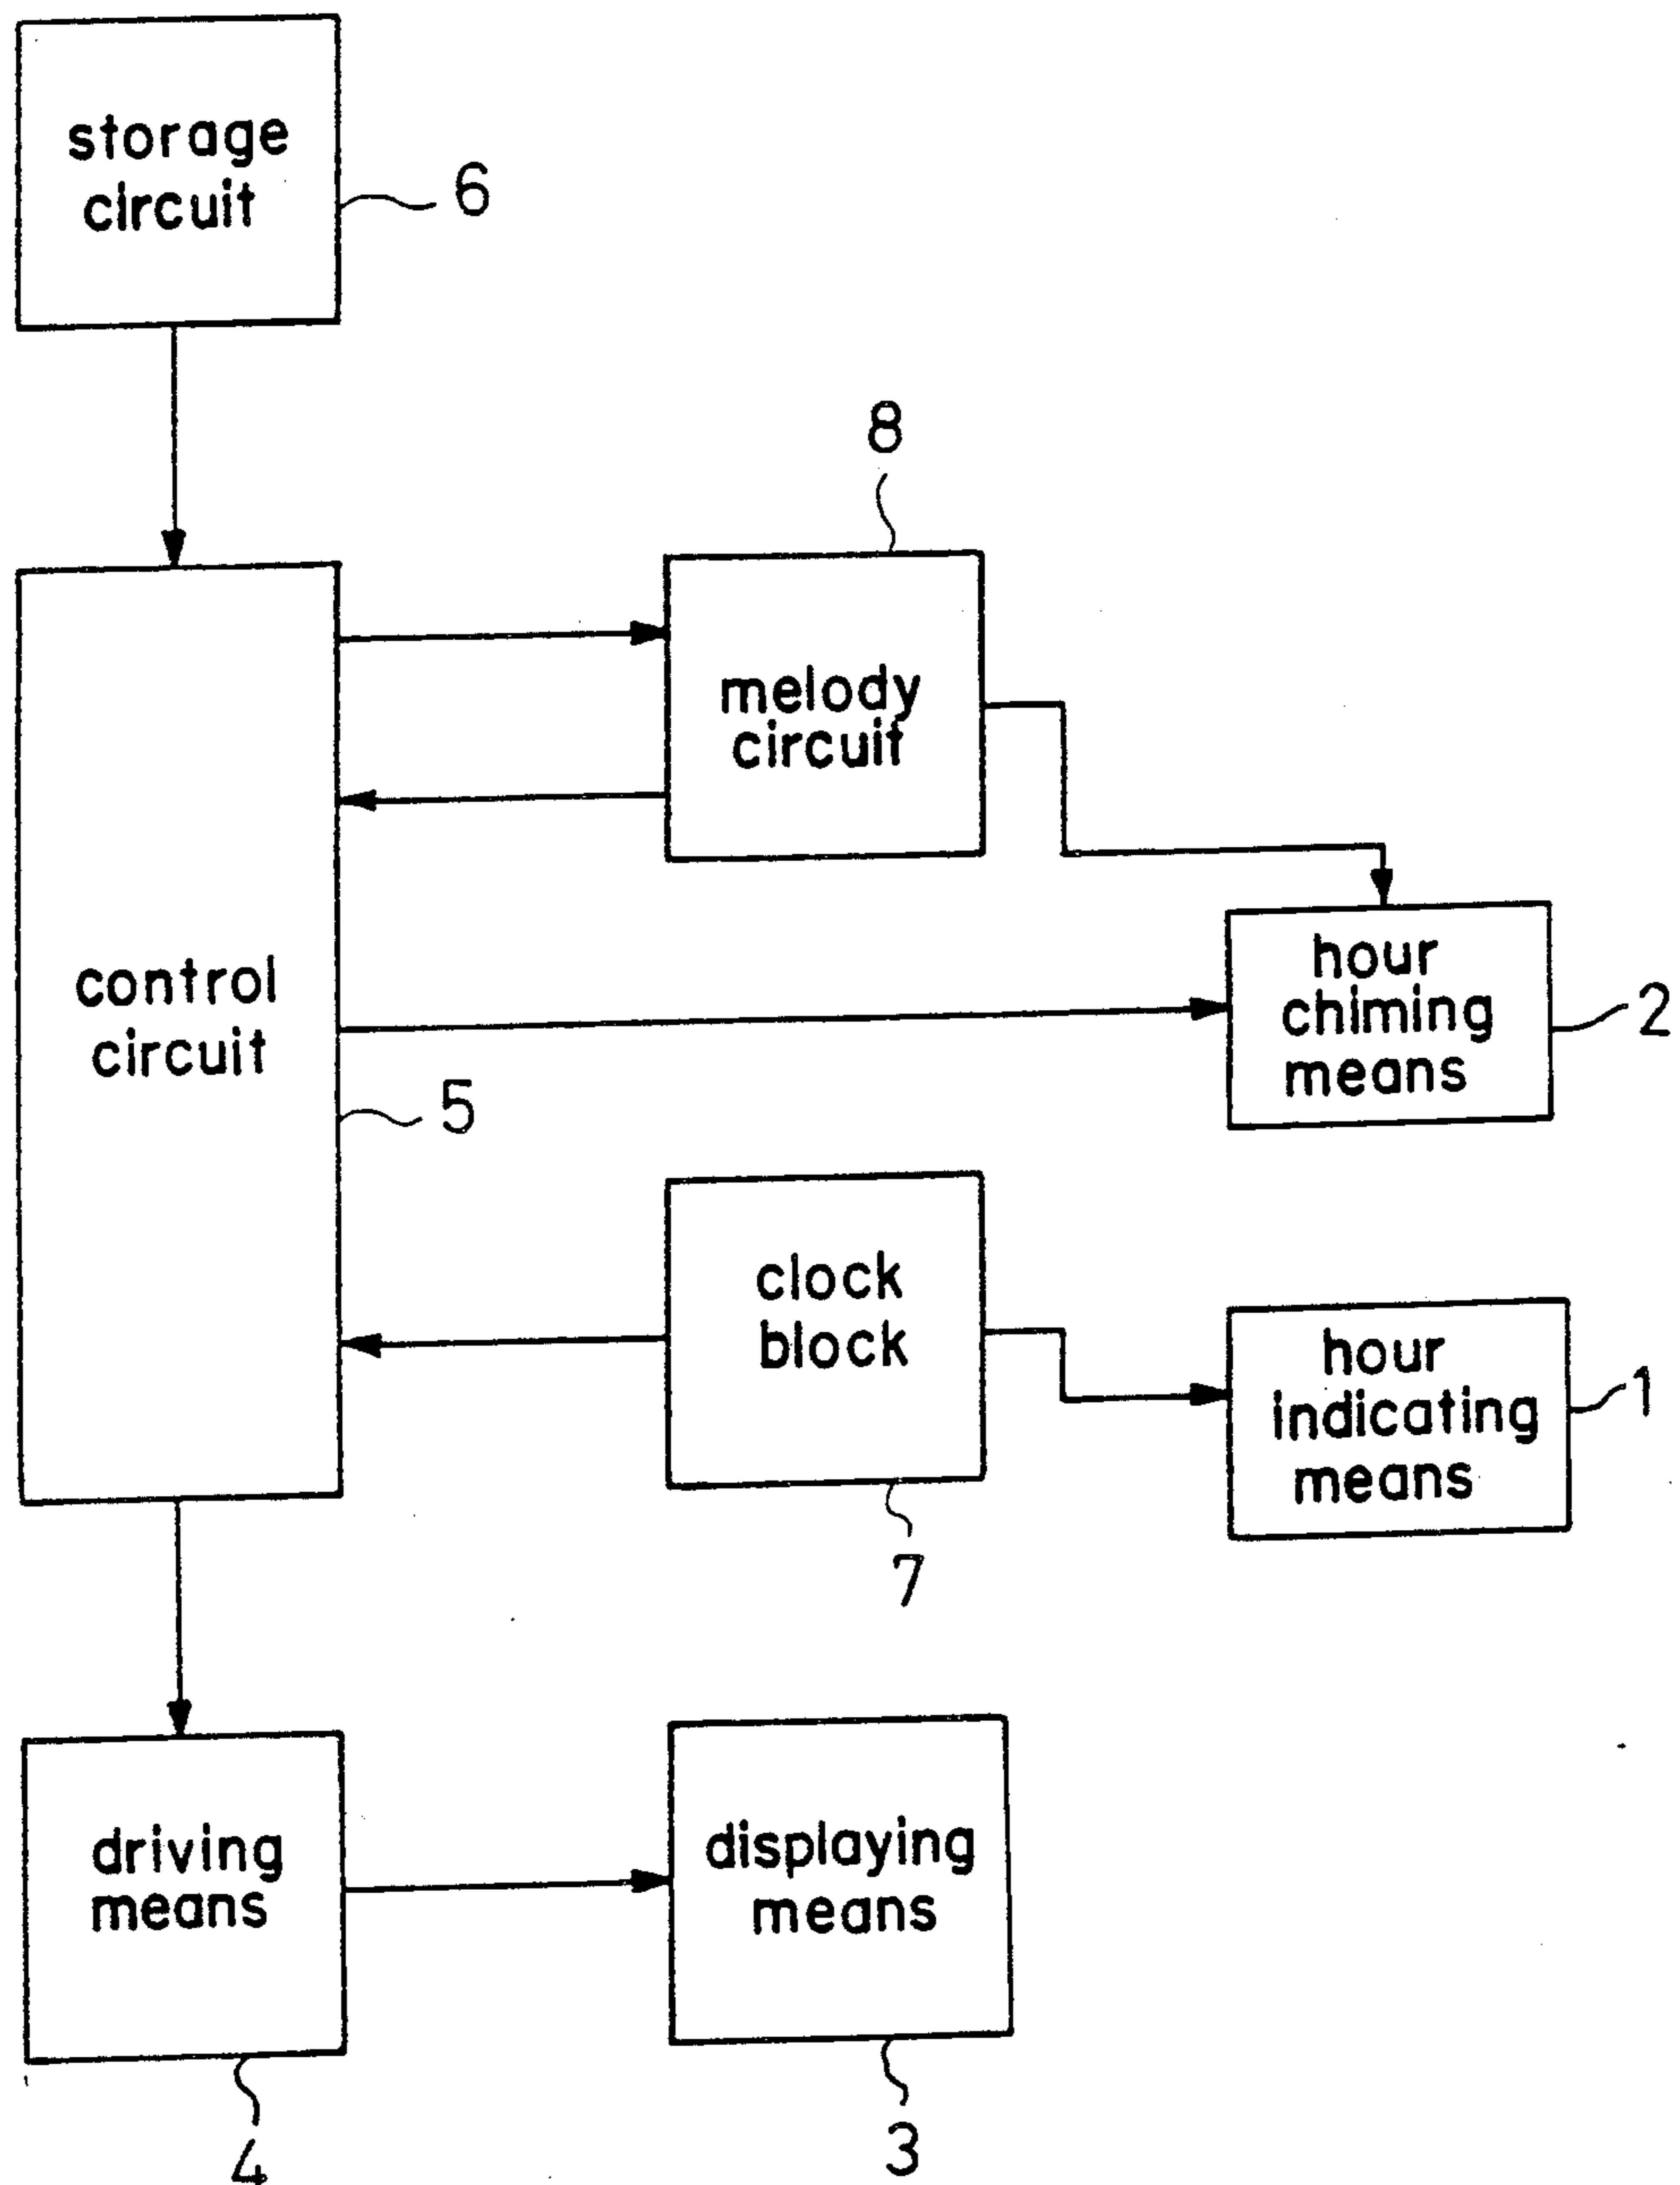 storage
circuit
6
8
melody
circuit
control
circuit
5
hour
chiming
means
2
clock
block
7
hour
indicating
means
1
driving
means
4
displaying
means
3